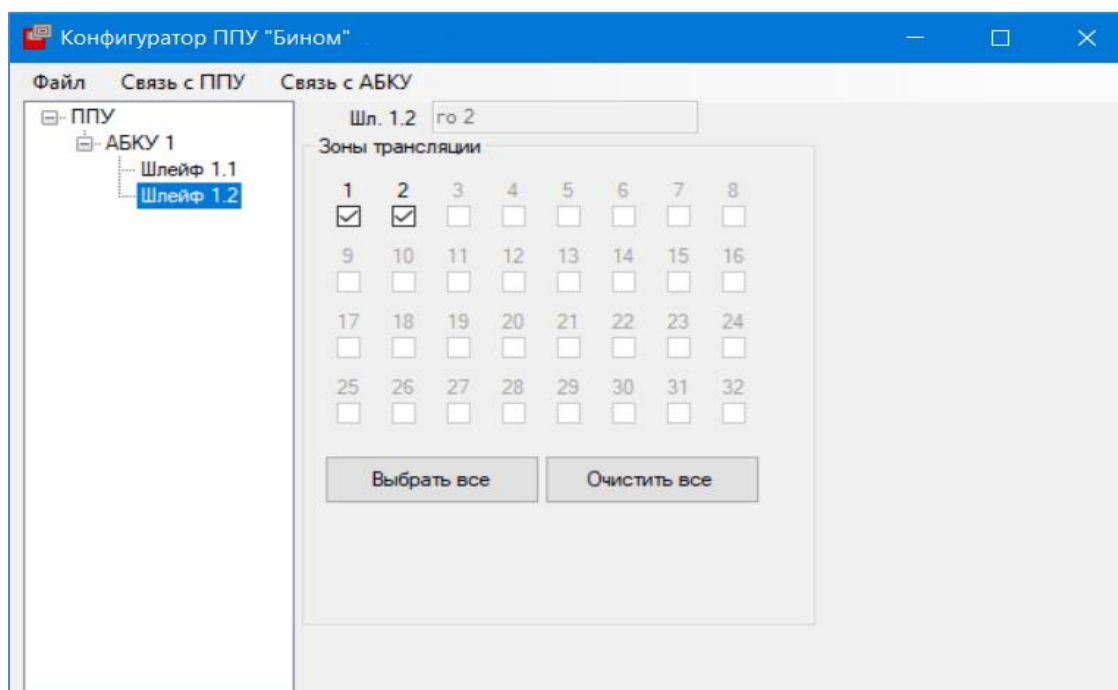 Конфигуратор ППУ "Бином"
Файл Связь с ППУ Связь с АБКУ
ППУ
АБКУ 1
Шлейф 1.1
Шлейф 1.2
Шл. 1.2 го 2
Зоны трансляции
1 2 3 4 5 6 7 8
9 10 11 12 13 14 15 16
17 18 19 20 21 22 23 24
25 26 27 28 29 30 31 32
Выбрать все Очистить все